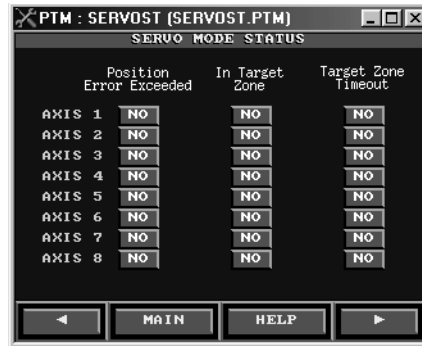 PTM : SERVOST (SERVOST.PTM)
SERVO MODE STATUS
Position In Target Target Zone
Error Exceeded Zone Timeout
AXIS 1 NO NO NO
AXIS 2 NO NO NO
AXIS 3 NO NO NO
AXIS 4 NO NO NO
AXIS 5 NO NO NO
AXIS 6 NO NO NO
AXIS 7 NO NO NO
AXIS 8 NO NO NO
MAIN HELP